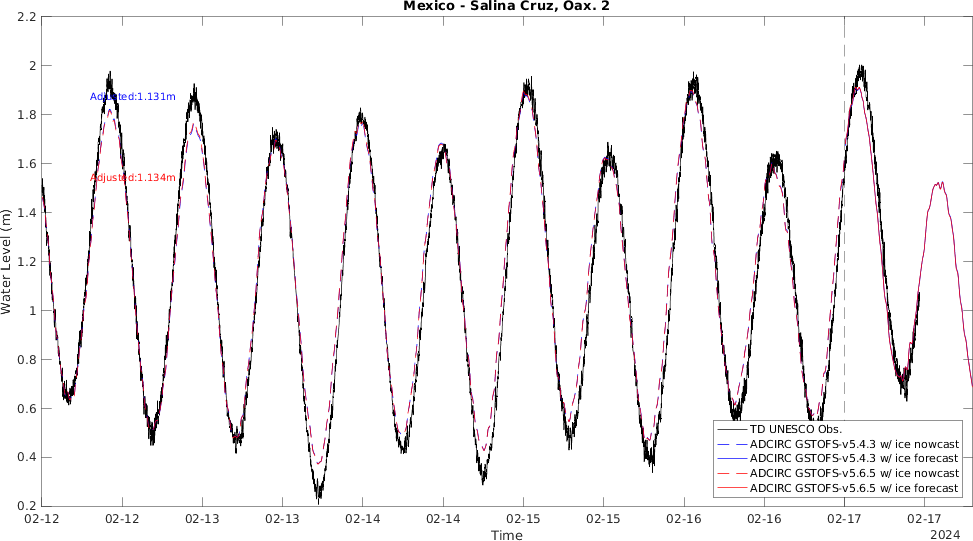 Mexico - Salina Cruz, Oax. 2
2.2
2
1.8
1.6
1.4
1.2
1
0.8
0.6
0.4
0.2
Water Level (m)
Adjusted:1.131m
Adjusted:1.134m
TD UNESCO Obs.
ADCIRC GSTOFS-v5.4.3 w/ ice nowcast
ADCIRC GSTOFS-v5.4.3 w/ ice forecast
ADCIRC GSTOFS-v5.6.5 w/ ice nowcast
ADCIRC GSTOFS-v5.6.5 w/ ice forecast
02-12 02-12 02-13 02-13 02-14 02-14 02-15 02-15 02-16 02-16 02-17 02-17
2024
Time